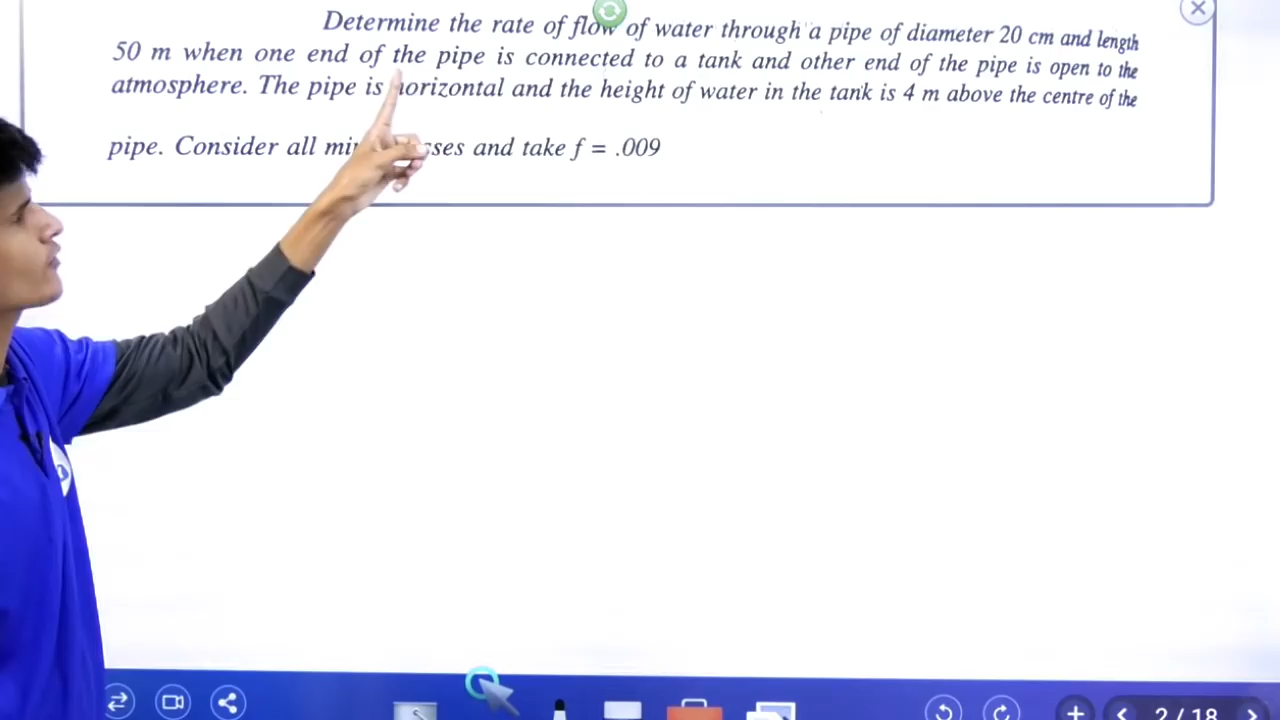 Determine the rate of flow of water through a pipe of diameter 20 cm and length
50 m when one end of the pipe is connected to a tank and other end of the pipe is open to the
atmosphere. The pipe is horizontal and the height of water in the tank is 4 m above the centre of the
pipe. Consider all and take f = .009
2 / 18